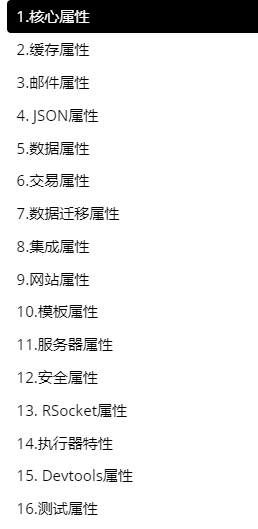 1.核心属性
2.缓存属性
3.邮件属性
4. JSON属性
5.数据属性
6.交易属性
7.数据迁移属性
8.集成属性
9.网站属性
10.模板属性
11.服务器属性
12.安全属性
13. RSocket属性
14.执行器特性
15. Devtools属性
16.测试属性